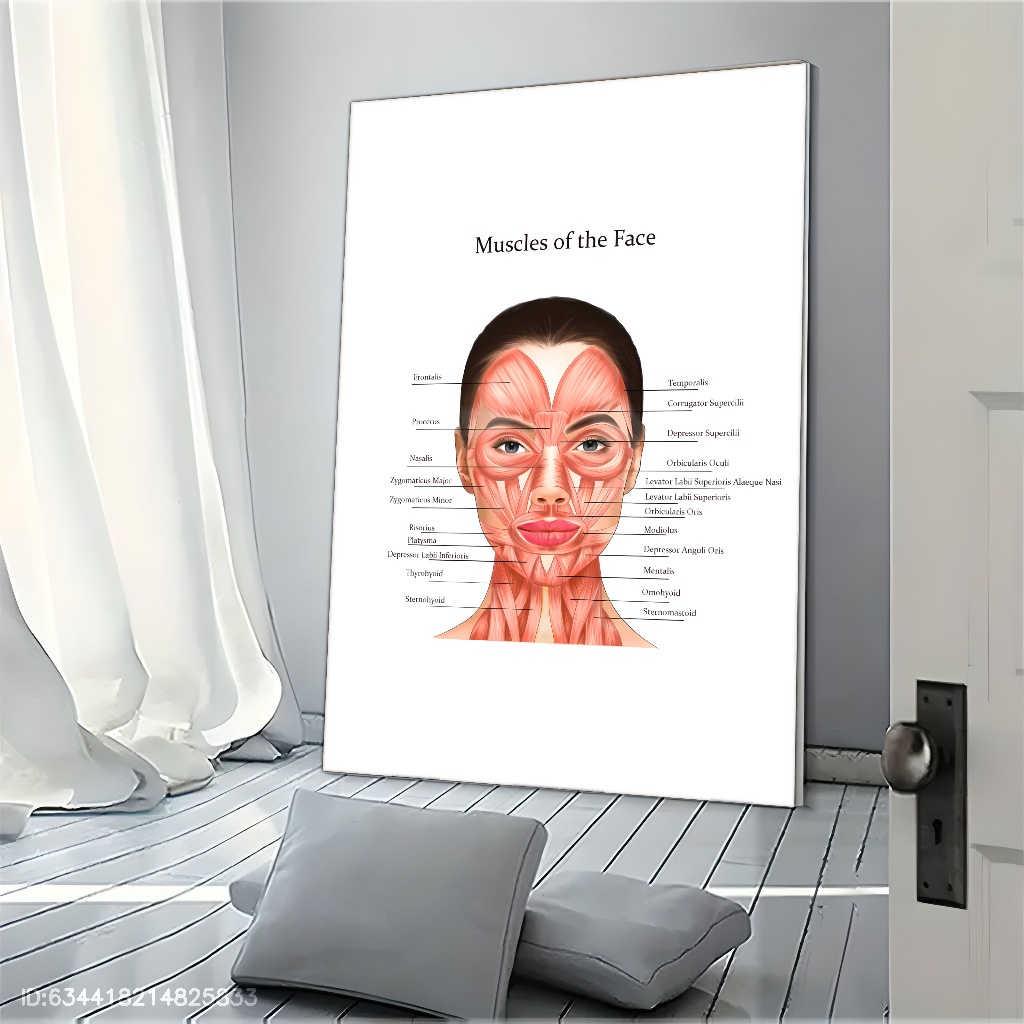 Muscles of the Face
Frontalis
Procerus
Nasalis
Zygomaticus Major
Zygomaticus Minor
Risorius
Platysma
Depressor Labii Inferioris
Thyrohyoid
Sternohyoid
Temporalis
Corrugator Supercilii
Depressor Supercilii
Orbicularis Oculi
Levator Labii Superioris Alaeque Nasi
Levator Labii Superioris
Orbicularis Oris
Modiolus
Depressor Anguli Oris
Mentalis
Omohyoid
Sternomastoid